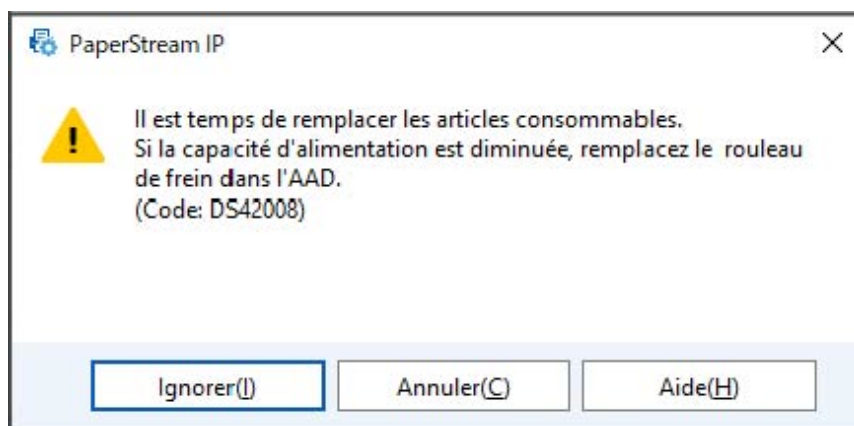 PaperStream IP
Il est temps de remplacer les articles consommables.
Si la capacité d'alimentation est diminuée, remplacez le rouleau
de frein dans l'AAD.
(Code: DS42008)
Ignorer(I)
Annuler(C)
Aide(H)